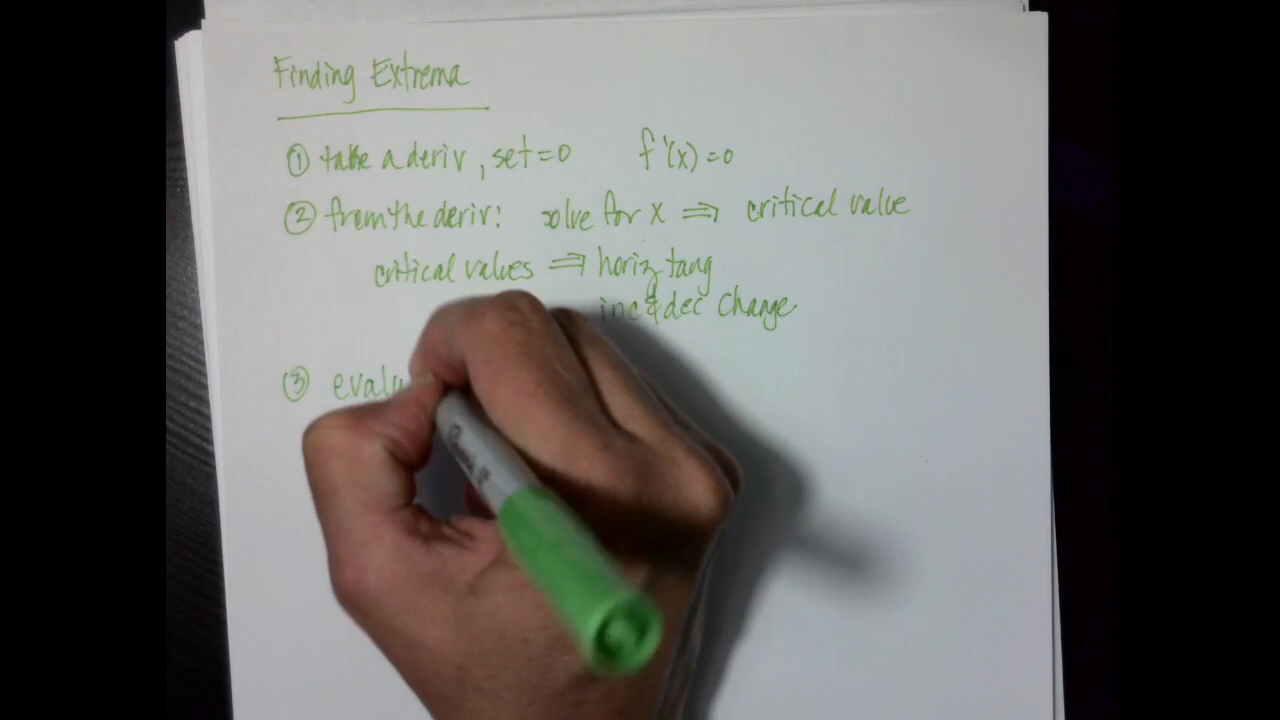 Finding Extrema
① take a deriv, set=0 f'(x)=0
② from the deriv: solve for x ⇒ critical value
critical values ⇒ horiz tang
inc & dec change
③ evalu